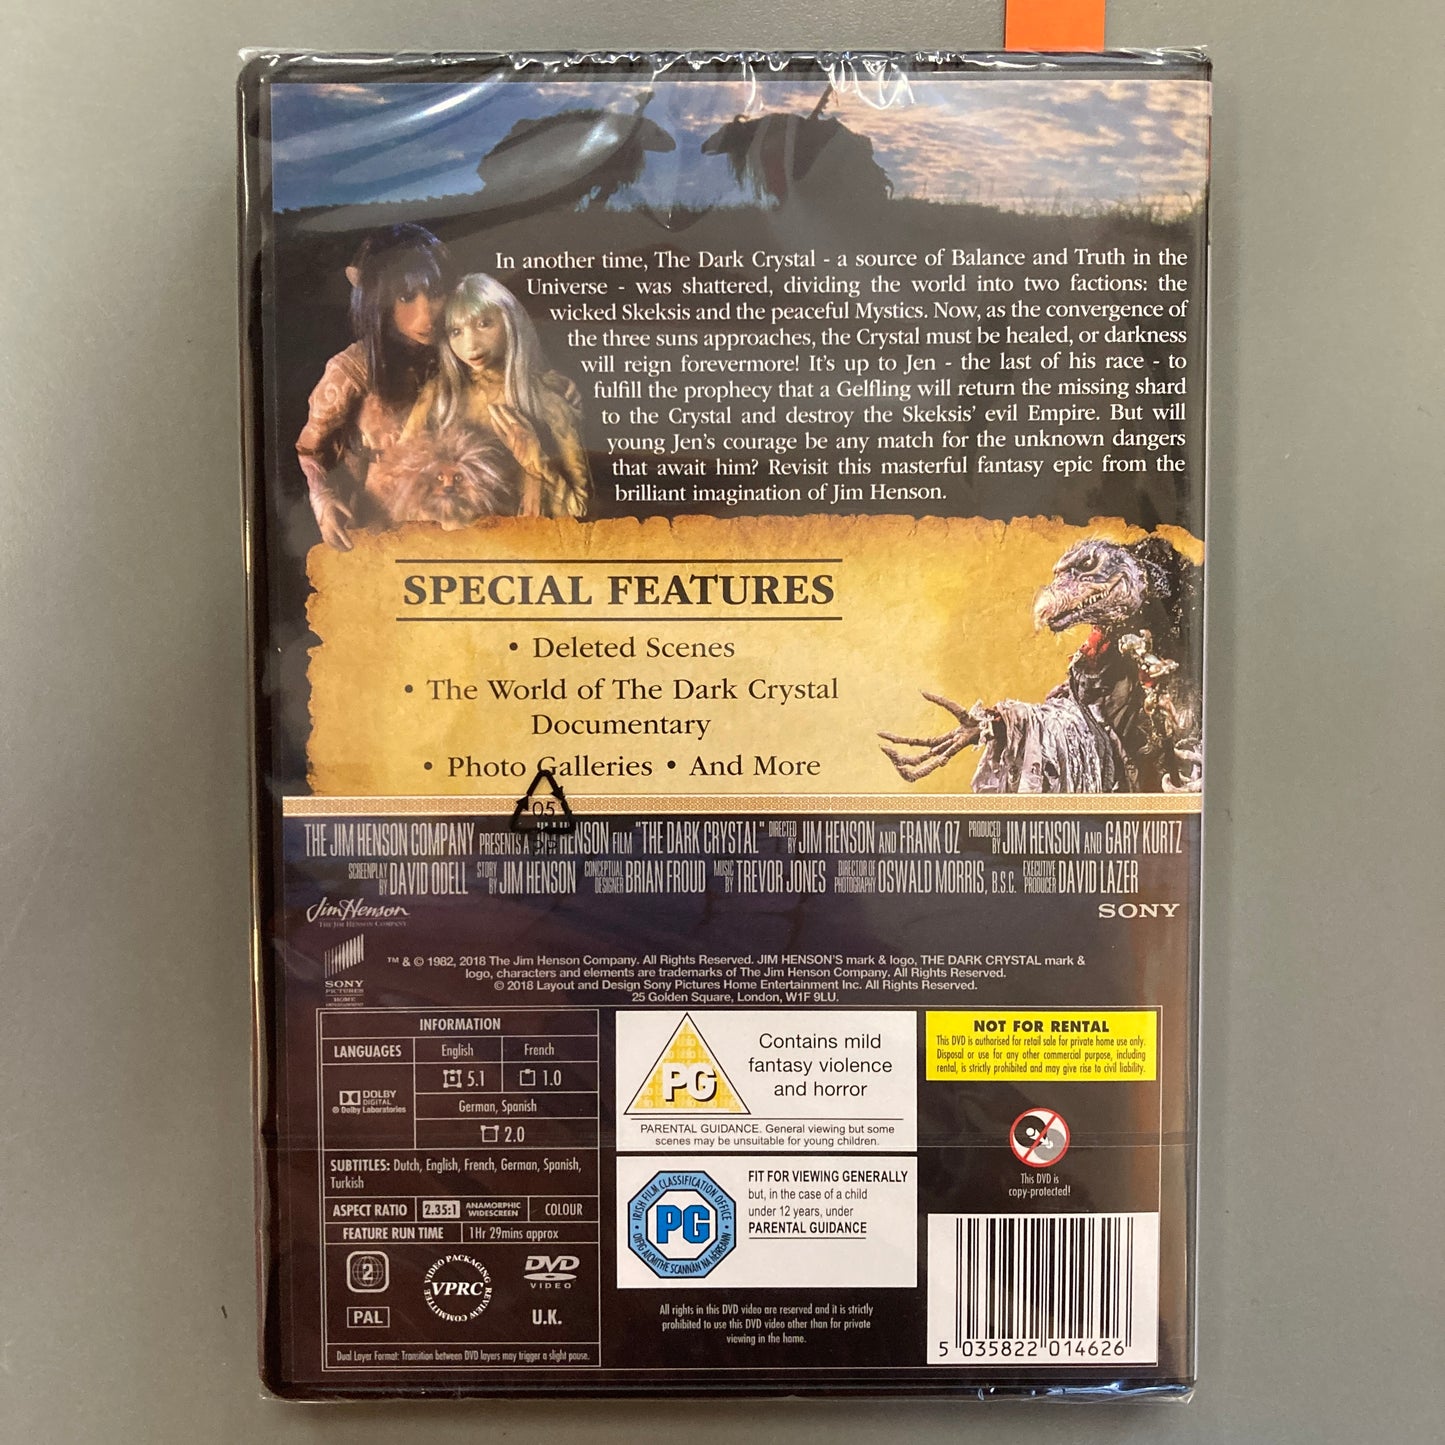 In another time, The Dark Crystal - a source of Balance and Truth in the
Universe - was shattered, dividing the world into two factions: the
wicked Skeksis and the peaceful Mystics. Now, as the convergence of
the three suns approaches, the Crystal must be healed, or darkness
will reign forevermore! It's up to Jen - the last of his race - to
fulfill the prophecy that a Gelfling will return the missing shard
to the Crystal and destroy the Skeksis' evil Empire. But will
young Jen's courage be any match for the unknown dangers
that await him? Revisit this masterful fantasy epic from the
brilliant imagination of Jim Henson.
SPECIAL FEATURES
• Deleted Scenes
• The World of The Dark Crystal
Documentary
• Photo Galleries • And More
05
PP
THE JIM HENSON COMPANY PRESENTS A HENSON FILM "THE DARK CRYSTAL" DIRECTED BY JIM HENSON AND FRANK OZ PRODUCED BY JIM HENSON AND GARY KURTZ
SCREENPLAY BY DAVID ODELL STORY BY JIM HENSON CONCEPTUAL DESIGNER BRIAN FROUD MUSIC BY TREVOR JONES DIRECTOR OF PHOTOGRAPHY OSWALD MORRIS, B.S.C. EXECUTIVE PRODUCER DAVID LAZER
Jim Henson
THE JIM HENSON COMPANY
SONY
SONY
PICTURES
HOME
ENTERTAINMENT
™ & © 1982, 2018 The Jim Henson Company. All Rights Reserved. JIM HENSON'S mark & logo, THE DARK CRYSTAL mark &
logo, characters and elements are trademarks of The Jim Henson Company. All Rights Reserved.
© 2018 Layout and Design Sony Pictures Home Entertainment Inc. All Rights Reserved.
25 Golden Square, London, W1F 9LU.
INFORMATION
LANGUAGES English French
DOLBY
DIGITAL
® Dolby Laboratories
5.1 1.0
German, Spanish
2.0
SUBTITLES: Dutch, English, French, German, Spanish,
Turkish
ASPECT RATIO 2.35:1 ANAMORPHIC WIDESCREEN COLOUR
FEATURE RUN TIME 1Hr 29mins approx
2
PAL
VIDEO PACKAGING REVIEW COMMITTEE
VPRC
DVD
VIDEO
U.K.
Dual Layer Format: Transition between DVD layers may trigger a slight pause.
PG
Contains mild
fantasy violence
and horror
PARENTAL GUIDANCE. General viewing but some
scenes may be unsuitable for young children.
IRISH FILM CLASSIFICATION OFFICE
OIFIG AICMITHE SCANNÁN NA hÉIREANN
PG
FIT FOR VIEWING GENERALLY
but, in the case of a child
under 12 years, under
PARENTAL GUIDANCE
All rights in this DVD video are reserved and it is strictly
prohibited to use this DVD video other than for private
viewing in the home.
NOT FOR RENTAL
This DVD is authorised for retail sale for private home use only.
Disposal or use for any other commercial purpose, including
rental, is strictly prohibited and may give rise to civil liability.
This DVD is
copy-protected!
5 035822 014626